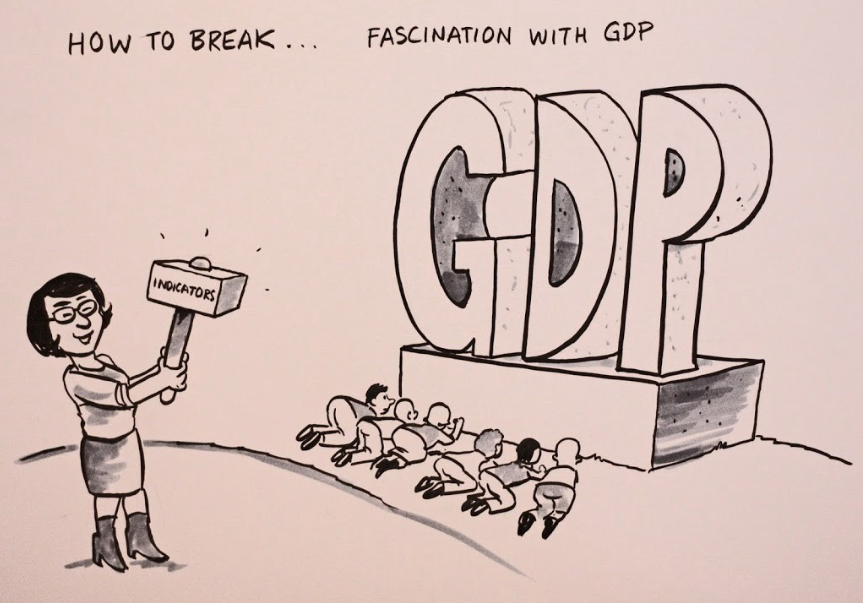 HOW TO BREAK... FASCINATION WITH GDP
GDP
INDICATORS